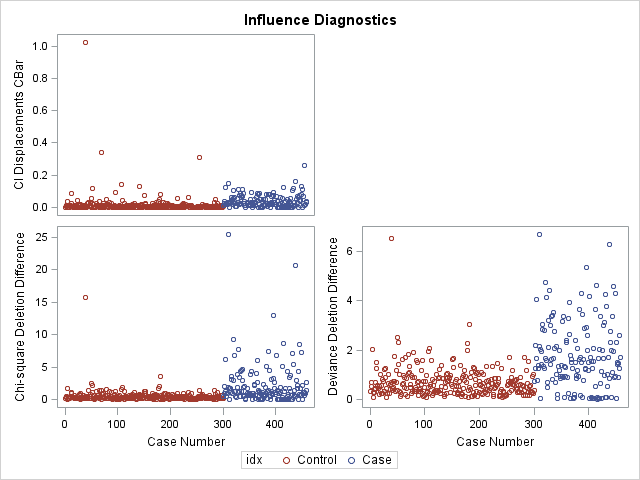 Influence Diagnostics
CI Displacements CBar
1.0
0.8
0.6
0.4
0.2
0.0
Chi-square Deletion Difference
25
20
15
10
5
0
0 100 200 300 400
Case Number
Deviance Deletion Difference
6
4
2
0
0 100 200 300 400
Case Number
idx Control Case